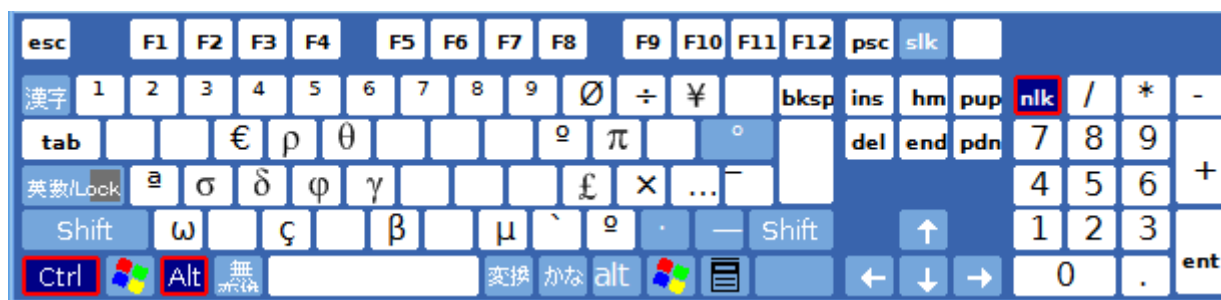 esc F1 F2 F3 F4 F5 F6 F7 F8 F9 F10 F11 F12 psc slk
漢字 1 2 3 4 5 6 7 8 9 Ø ÷ ¥ bksp ins hm pup nlk / * -
tab € ρ θ º π ° del end pdn 7 8 9 +
英数/Lock ª σ δ φ γ £ × … ¯ 4 5 6
Shift ω ç β µ ` º · — Shift ↑ 1 2 3
Ctrl Alt 変換 かな alt ← ↓ → 0 . ent